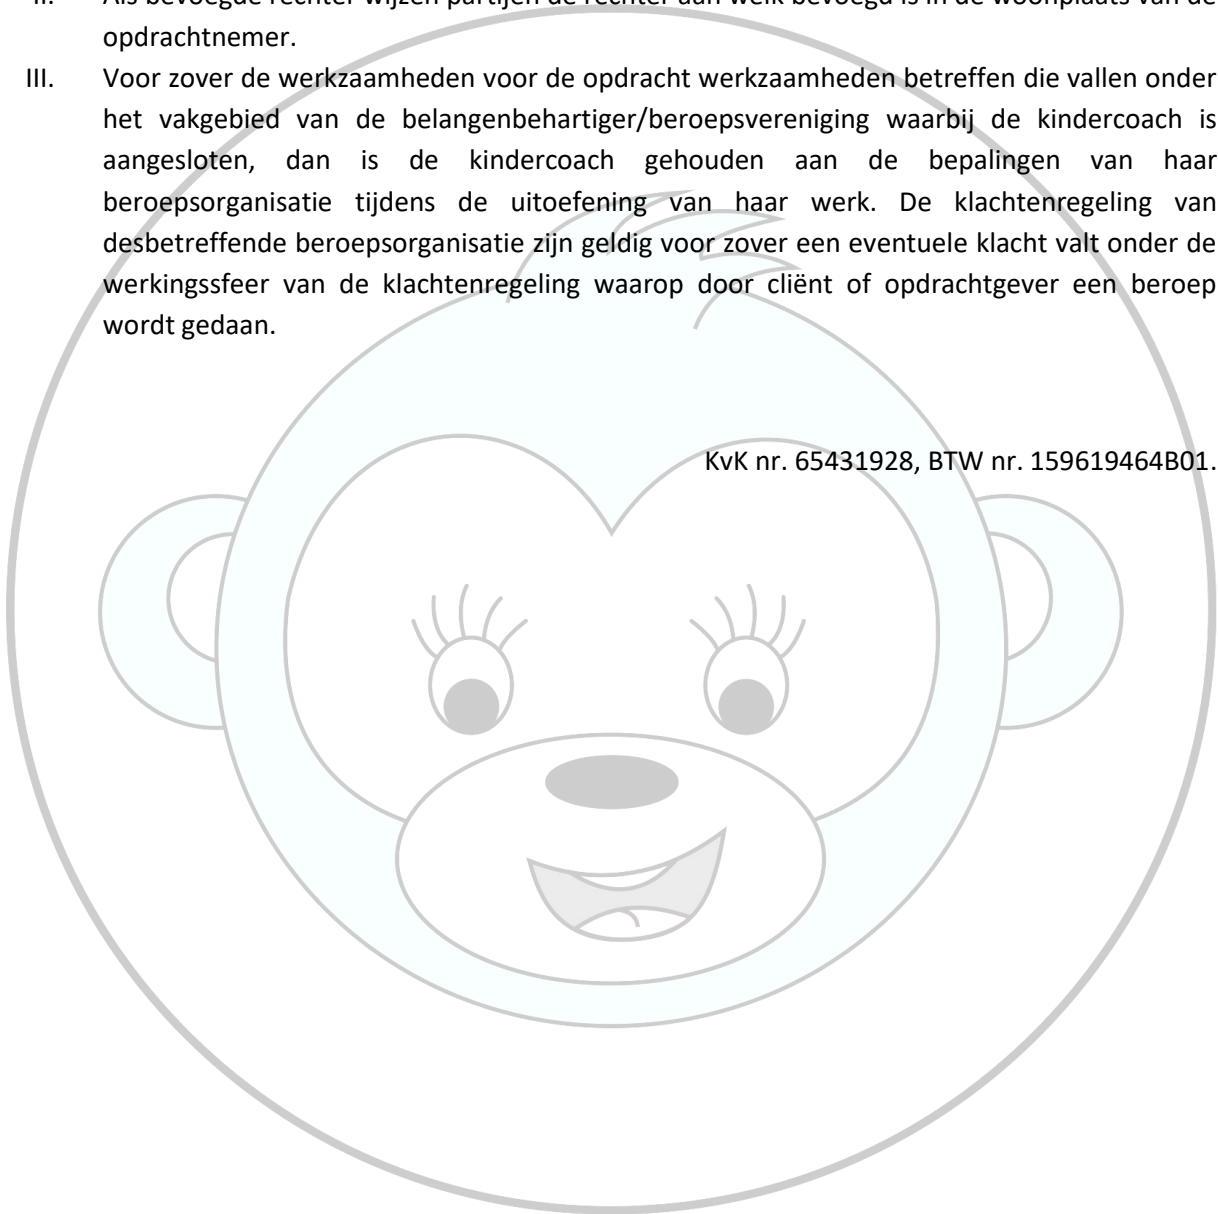 II. Als bevoegde rechter wijzen partijen de rechter aan welk bevoegd is in de woonplaats van de
opdrachtnemer.
III. Voor zover de werkzaamheden voor de opdracht werkzaamheden betreffen die vallen onder
het vakgebied van de belangenbehartiger/beroepsvereniging waarbij de kindercoach is
aangesloten, dan is de kindercoach gehouden aan de bepalingen van haar
beroepsorganisatie tijdens de uitoefening van haar werk. De klachtenregeling van
desbetreffende beroepsorganisatie zijn geldig voor zover een eventuele klacht valt onder de
werkingssfeer van de klachtenregeling waarop door cliënt of opdrachtgever een beroep
wordt gedaan.
KvK nr. 65431928, BTW nr. 159619464B01.